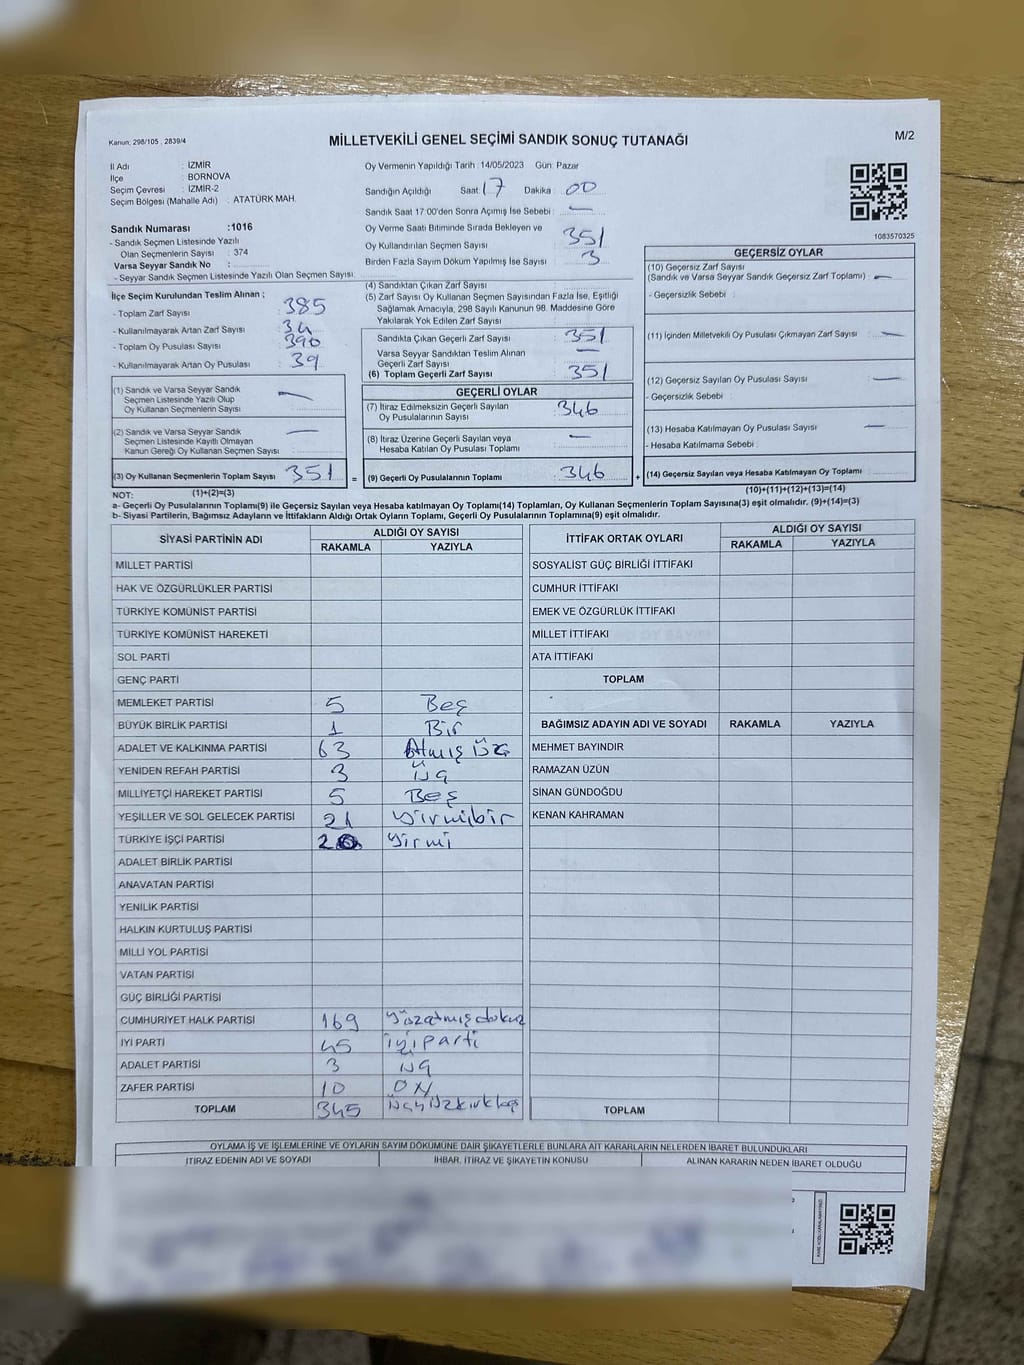 Kanun; 298/105 , 2839/4
MİLLETVEKİLİ GENEL SEÇİMİ SANDIK SONUÇ TUTANAĞI
M/2
İl Adı : İZMİR
İlçe : BORNOVA
Seçim Çevresi : İZMİR-2
Seçim Bölgesi (Mahalle Adı) : ATATÜRK MAH.
Sandık Numarası :1016
- Sandık Seçmen Listesinde Yazılı
Olan Seçmenlerin Sayısı : 374
Varsa Seyyar Sandık No :
- Seyyar Sandık Seçmen Listesinde Yazılı Olan Seçmen Sayısı:
Oy Vermenin Yapıldığı Tarih :14/05/2023 Gün: Pazar
Sandığın Açıldığı Saat: 17 Dakika : 00
Sandık Saat 17:00'den Sonra Açımış İse Sebebi : —
Oy Verme Saati Bitiminde Sırada Bekleyen ve
Oy Kullandırılan Seçmen Sayısı : 351
Birden Fazla Sayım Döküm Yapılmış İse Sayısı : 3
1083570325
İlçe Seçim Kurulundan Teslim Alınan ;
- Toplam Zarf Sayısı : 385
- Kullanılmayarak Artan Zarf Sayısı : 34
- Toplam Oy Pusulası Sayısı : 390
- Kullanılmayarak Artan Oy Pusulası : 39
(4) Sandıktan Çıkan Zarf Sayısı :
(5) Zarf Sayısı Oy Kullanan Seçmen Sayısından Fazla İse, Eşitliği
Sağlamak Amacıyla, 298 Sayılı Kanunun 98. Maddesine Göre
Yakılarak Yok Edilen Zarf Sayısı :
Sandıkta Çıkan Geçerli Zarf Sayısı : 351
Varsa Seyyar Sandıktan Teslim Alınan
Geçerli Zarf Sayısı : —
(6) Toplam Geçerli Zarf Sayısı : 351
GEÇERSİZ OYLAR
(10) Geçersiz Zarf Sayısı
(Sandık ve Varsa Seyyar Sandık Geçersiz Zarf Toplamı) : —
- Geçersizlik Sebebi :
(11) İçinden Milletvekili Oy Pusulası Çıkmayan Zarf Sayısı : —
(12) Geçersiz Sayılan Oy Pusulası Sayısı : —
- Geçersizlik Sebebi :
(13) Hesaba Katılmayan Oy Pusulası Sayısı : —
- Hesaba Katılmama Sebebi :
(14) Geçersiz Sayılan veya Hesaba Katılmayan Oy Toplamı :
(10)+(11)+(12)+(13)=(14)
(1) Sandık ve Varsa Seyyar Sandık
Seçmen Listesinde Yazılı Olup
Oy Kullanan Seçmenlerin Sayısı : —
(2) Sandık ve Varsa Seyyar Sandık
Seçmen Listesinde Kayıtlı Olmayan
Kanun Gereği Oy Kullanan Seçmen Sayısı : —
(3) Oy Kullanan Seçmenlerin Toplam Sayısı : 351
GEÇERLİ OYLAR
(7) İtiraz Edilmeksizin Geçerli Sayılan
Oy Pusulalarının Sayısı : 346
(8) İtiraz Üzerine Geçerli Sayılan veya
Hesaba Katılan Oy Pusulası Toplamı : —
= (9) Geçerli Oy Pusulalarının Toplamı : 346 +
NOT: (1)+(2)=(3)
a- Geçerli Oy Pusulalarının Toplamı(9) ile Geçersiz Sayılan veya Hesaba katılmayan Oy Toplamı(14) Toplamları, Oy Kullanan Seçmenlerin Toplam Sayısına(3) eşit olmalıdır. (9)+(14)=(3)
b- Siyasi Partilerin, Bağımsız Adayların ve İttifakların Aldığı Ortak Oyların Toplamı, Geçerli Oy Pusulalarının Toplamına(9) eşit olmalıdır.
SİYASİ PARTİNİN ADI ALDIĞI OY SAYISI
RAKAMLA YAZIYLA
MİLLET PARTİSİ
HAK VE ÖZGÜRLÜKLER PARTİSİ
TÜRKİYE KOMÜNİST PARTİSİ
TÜRKİYE KOMÜNİST HAREKETİ
SOL PARTİ
GENÇ PARTİ
MEMLEKET PARTİSİ 5 Beş
BÜYÜK BİRLİK PARTİSİ 1 Bir
ADALET VE KALKINMA PARTİSİ 63 Atmış Üç
YENİDEN REFAH PARTİSİ 3 Üç
MİLLİYETÇİ HAREKET PARTİSİ 5 Beş
YEŞİLLER VE SOL GELECEK PARTİSİ 21 yirmibir
TÜRKİYE İŞÇİ PARTİSİ 20 yirmi
ADALET BİRLİK PARTİSİ
ANAVATAN PARTİSİ
YENİLİK PARTİSİ
HALKIN KURTULUŞ PARTİSİ
MİLLİ YOL PARTİSİ
VATAN PARTİSİ
GÜÇ BİRLİĞİ PARTİSİ
CUMHURİYET HALK PARTİSİ 169 yüzatmışdokuz
İYİ PARTİ 45 iyi parti
ADALET PARTİSİ 3 üç
ZAFER PARTİSİ 10 ON
TOPLAM 345 Üçyüzkırkbeş
İTTİFAK ORTAK OYLARI ALDIĞI OY SAYISI
RAKAMLA YAZIYLA
SOSYALİST GÜÇ BİRLİĞİ İTTİFAKI
CUMHUR İTTİFAKI
EMEK VE ÖZGÜRLÜK İTTİFAKI
MİLLET İTTİFAKI
ATA İTTİFAKI
TOPLAM
BAĞIMSIZ ADAYIN ADI VE SOYADI RAKAMLA YAZIYLA
MEHMET BAYINDIR
RAMAZAN ÜZÜN
SİNAN GÜNDOĞDU
KENAN KAHRAMAN
TOPLAM
OYLAMA İŞ VE İŞLEMLERİNE VE OYLARIN SAYIM DÖKÜMÜNE DAİR ŞİKAYETLERLE BUNLARA AİT KARARLARIN NELERDEN İBARET BULUNDUKLARI
İTİRAZ EDENİN ADI VE SOYADI İHBAR, İTİRAZ VE ŞİKAYETİN KONUSU ALINAN KARARIN NEDEN İBARET OLDUĞU